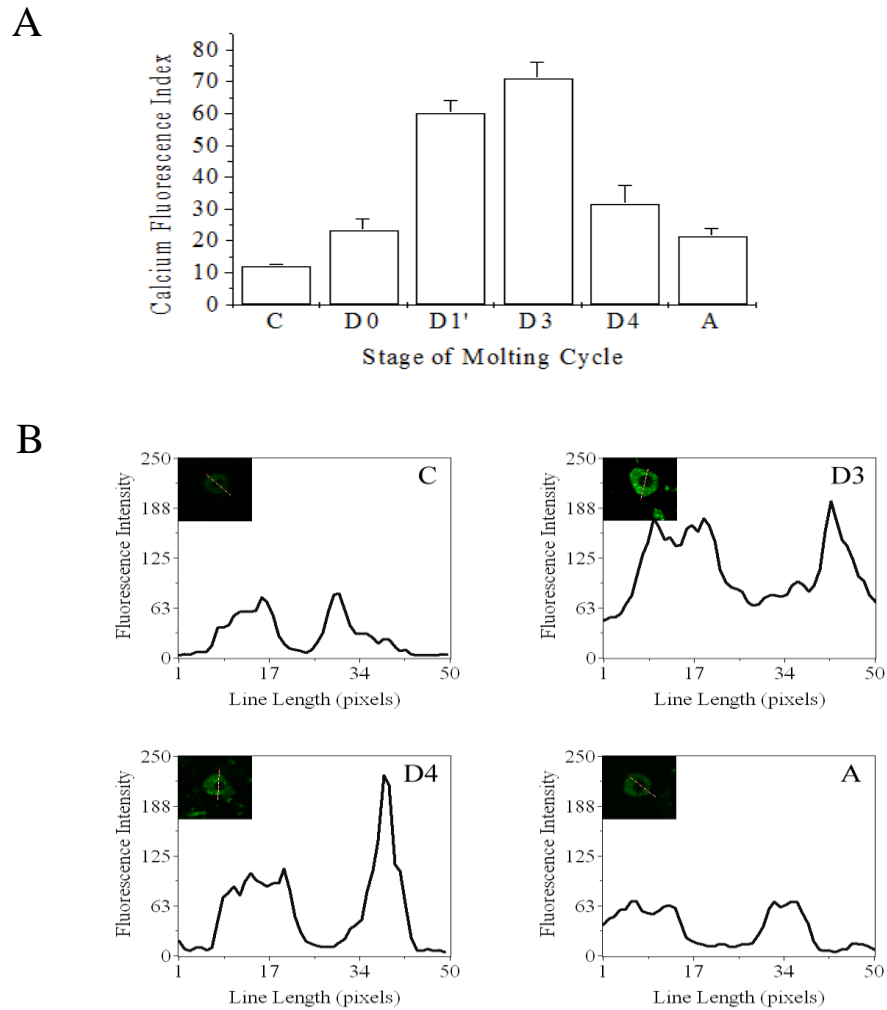 A
Calcium Fluorescence Index
80
70
60
50
40
30
20
10
0
C D0 D1' D3 D4 A
Stage of Molting Cycle
B
Fluorescence Intensity
250
188
125
63
0
C
1 17 34 50
Line Length (pixels)
Fluorescence Intensity
250
188
125
63
0
D3
1 17 34 50
Line Length (pixels)
Fluorescence Intensity
250
188
125
63
0
D4
1 17 34 50
Line Length (pixels)
Fluorescence Intensity
250
188
125
63
0
A
1 17 34 50
Line Length (pixels)